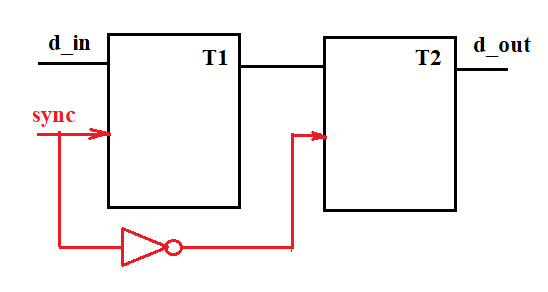 d_in
T1
T2
d_out
sync